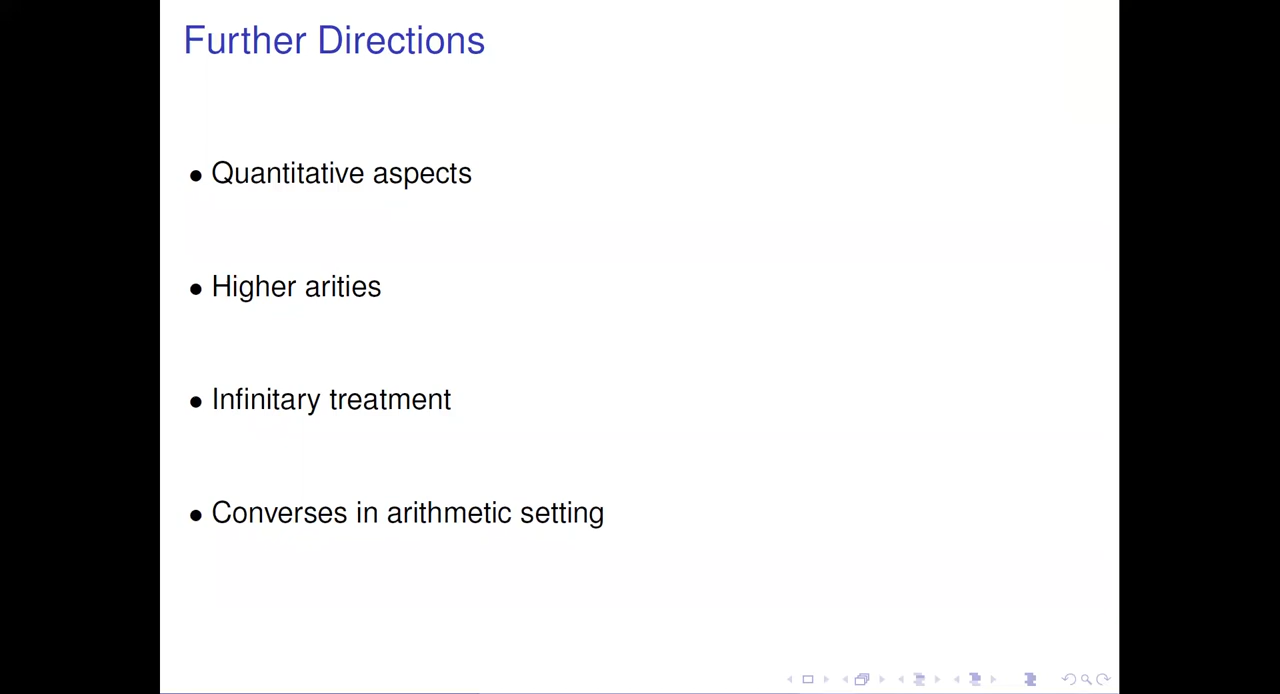 Further Directions
• Quantitative aspects
• Higher arities
• Infinitary treatment
• Converses in arithmetic setting